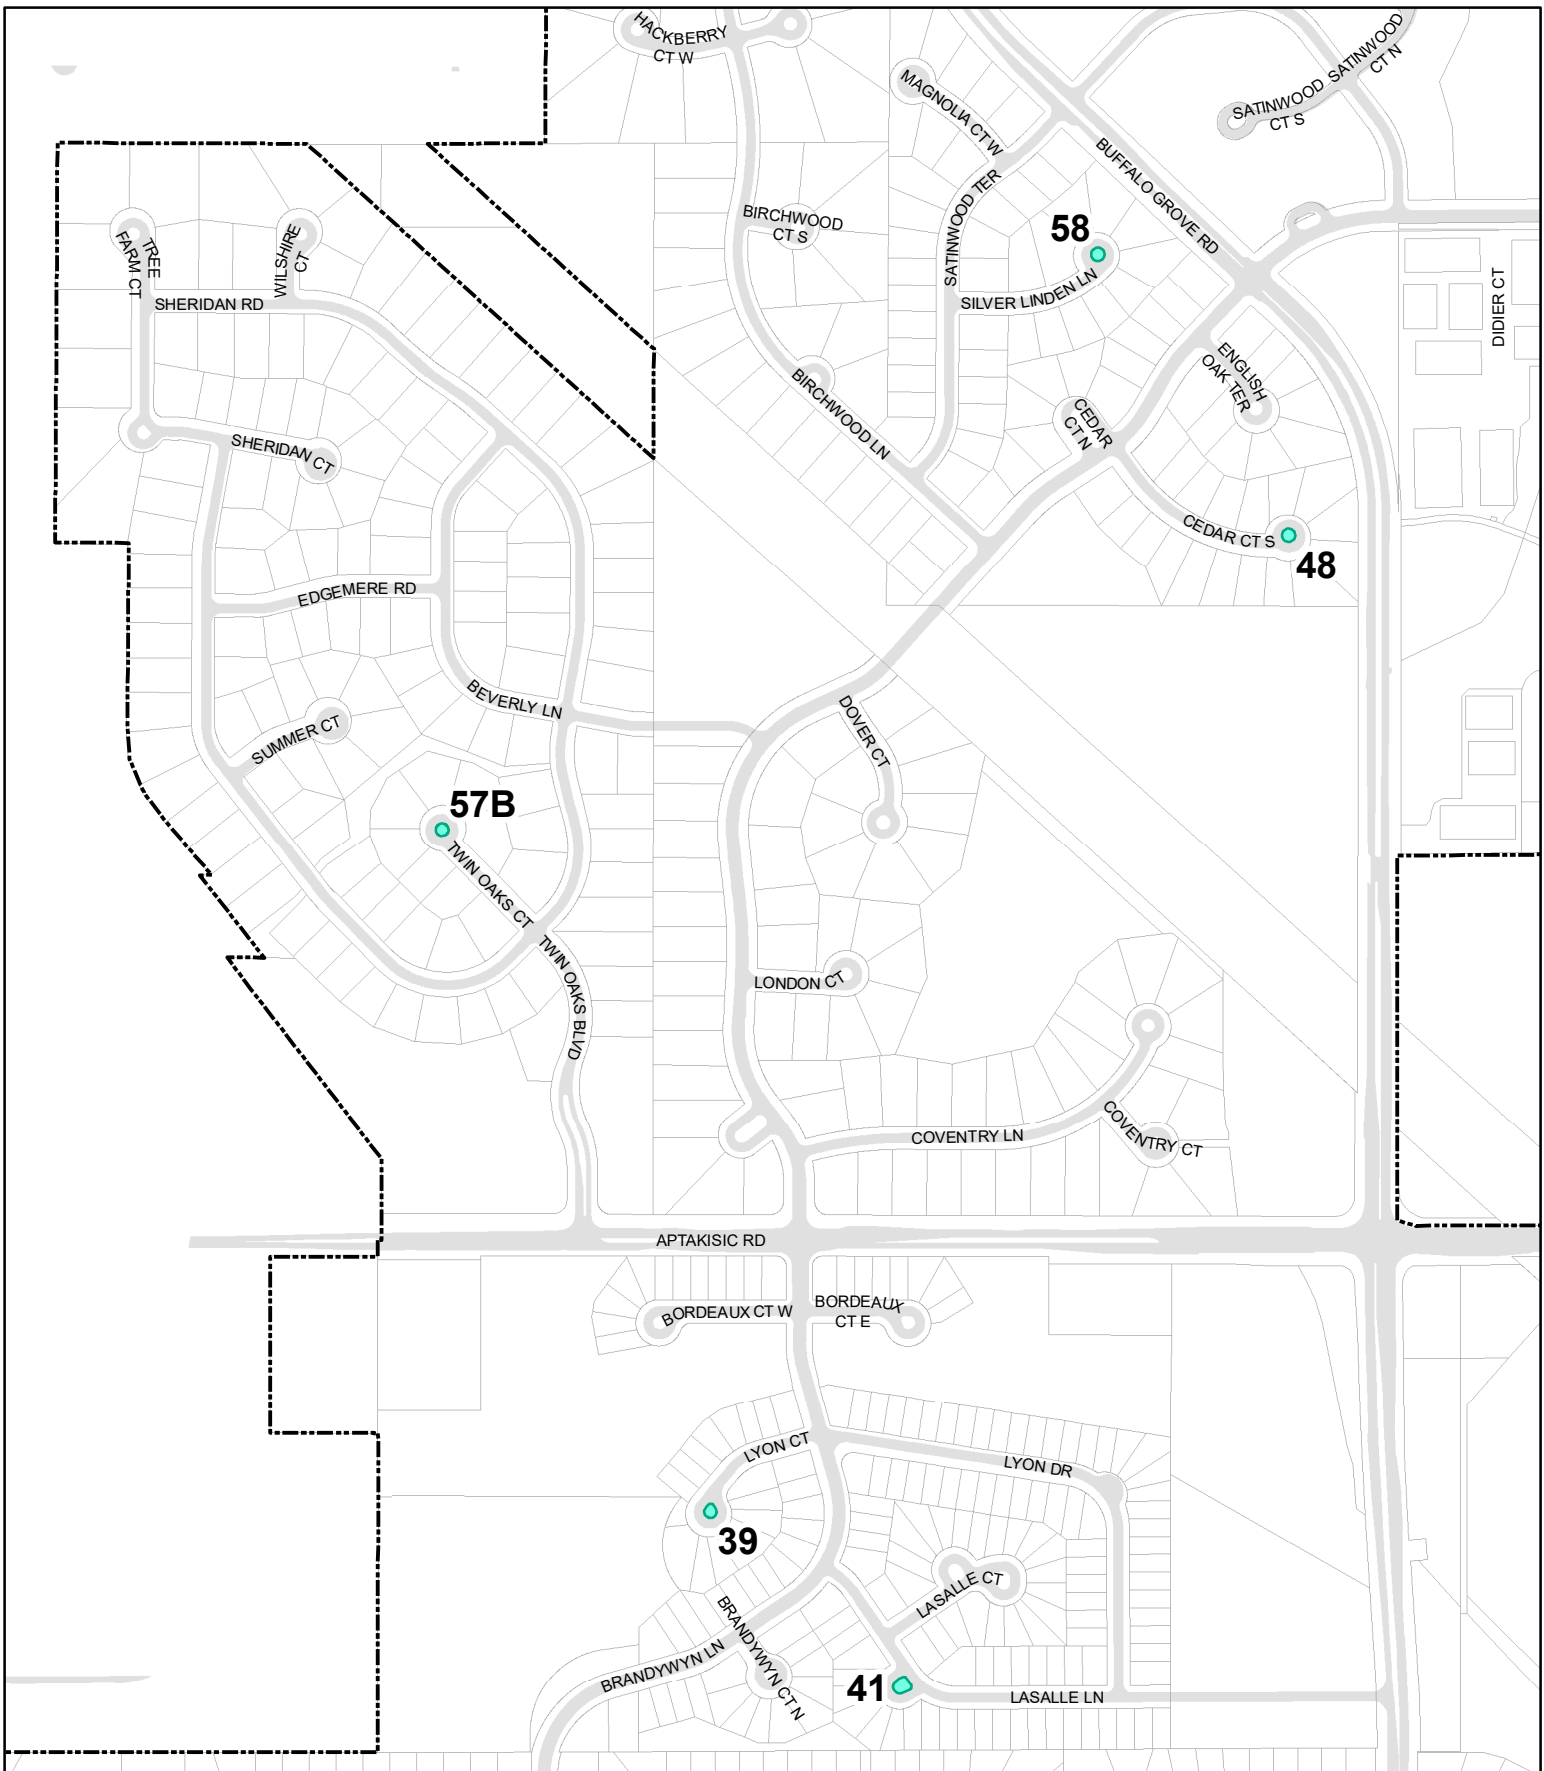 HACKBERRY
CT W
MAGNOLIA CT W
SATINWOOD
CT N
SATINWOOD
CT S
BUFFALO GROVE RD
BIRCHWOOD
CT S
SATINWOOD TER
58
SILVER LINDEN LN
TREE
FARM CT
WILSHIRE
CT
SHERIDAN RD
DIDIER CT
ENGLISH
OAK TER
BIRCHWOOD LN
CEDAR
CT N
SHERIDAN CT
CEDAR CT S
48
EDGEMERE RD
BEVERLY LN
DOVER CT
SUMMER CT
57B
TWIN OAKS CT
TWIN OAKS BLVD
LONDON CT
COVENTRY LN
COVENTRY CT
APTAKISIC RD
BORDEAUX CT W
BORDEAUX
CT E
LYON CT
LYON DR
39
LASALLE CT
BRANDYWYN LN
BRANDYWYN CT N
41
LASALLE LN